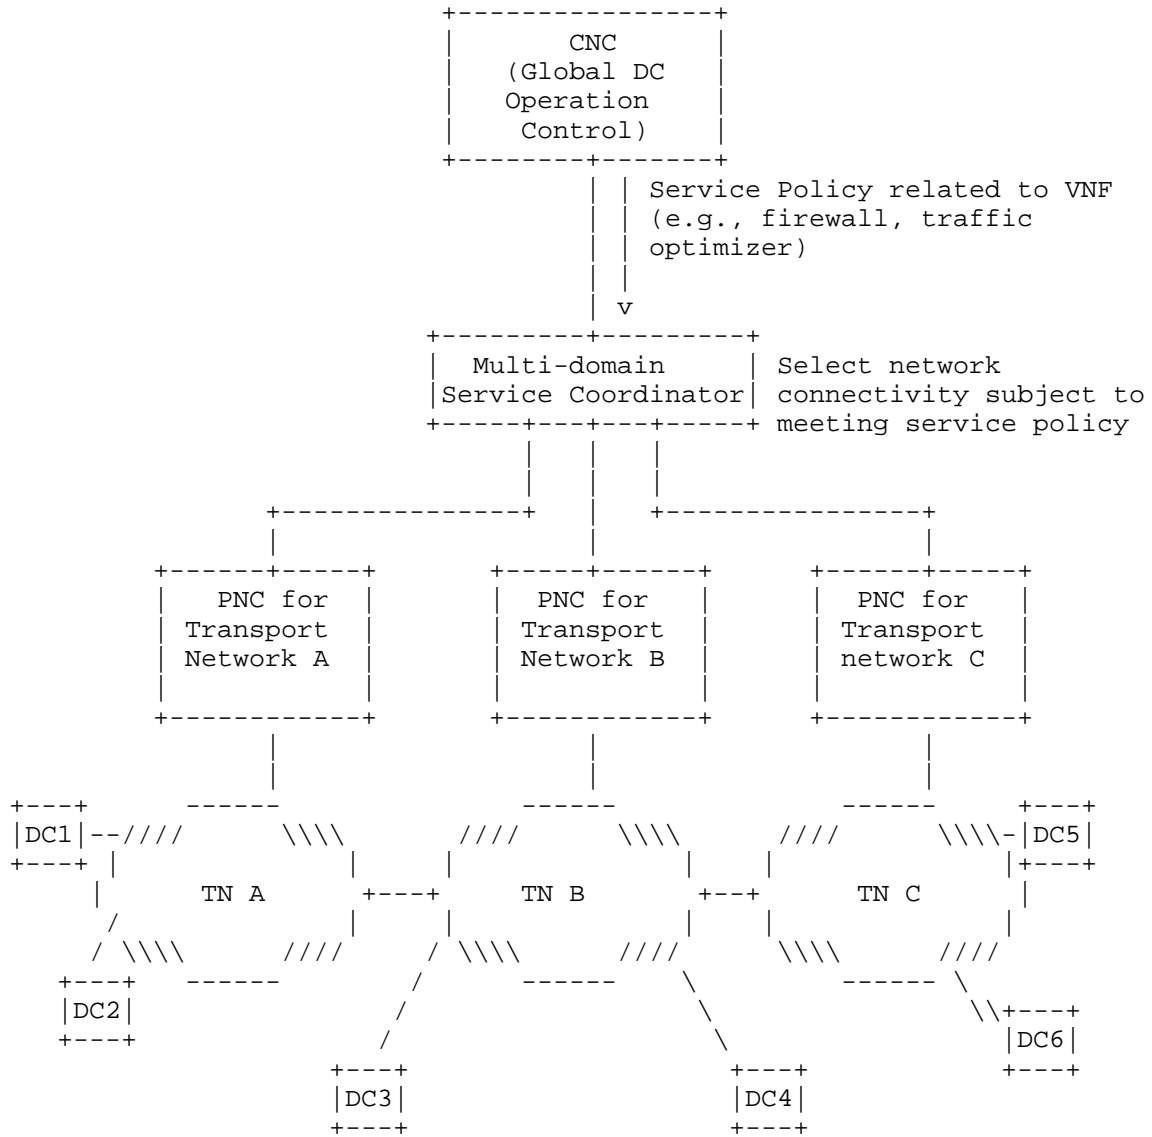 CNC
(Global DC
Operation
Control)
Service Policy related to VNF
(e.g., firewall, traffic
optimizer)
v
Multi-domain
Service Coordinator
Select network
connectivity subject to
meeting service policy
PNC for
Transport
Network A
PNC for
Transport
Network B
PNC for
Transport
network C
DC1
TN A
TN B
TN C
DC5
DC2
DC6
DC3
DC4